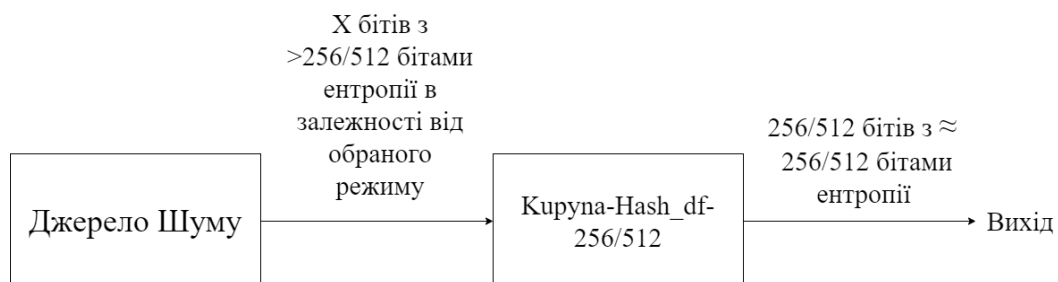 Джерело Шуму
X бітів з
>256/512 бітами
ентропії в
залежності від
обраного
режиму
Kupyna-Hash_df-
256/512
256/512 бітів з ≈
256/512 бітами
ентропії
Вихід